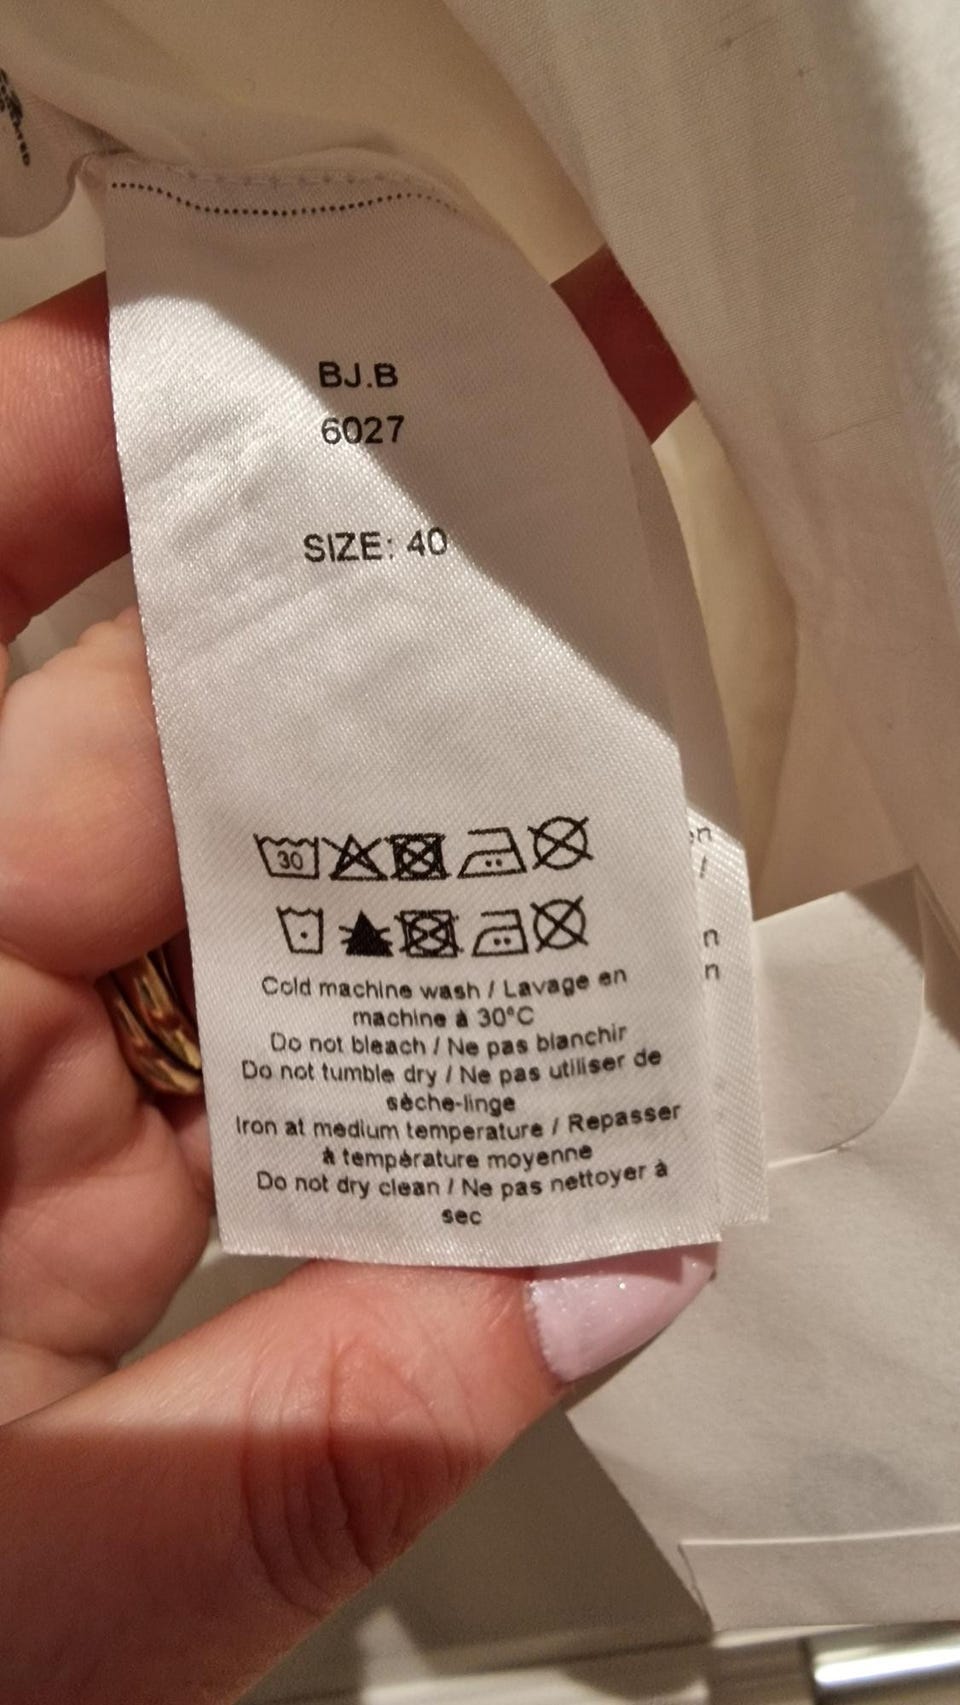 BJ.B
6027
SIZE: 40
30
Cold machine wash / Lavage en
machine à 30°C
Do not bleach / Ne pas blanchir
Do not tumble dry / Ne pas utiliser de
sèche-linge
Iron at medium temperature / Repasser
à température moyenne
Do not dry clean / Ne pas nettoyer à
sec